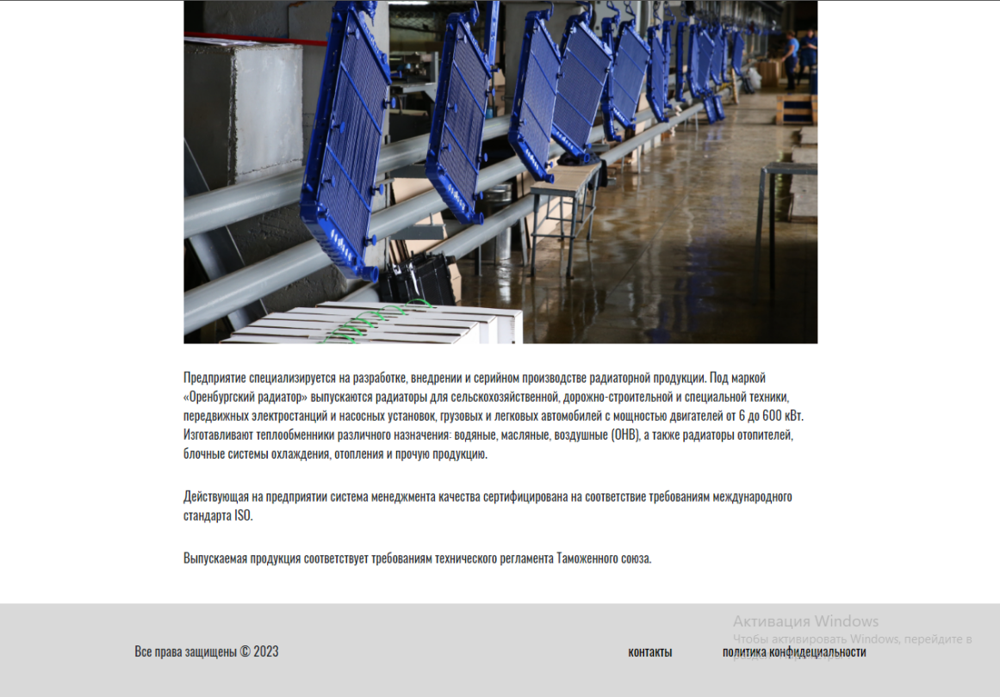 Предприятие специализируется на разработке, внедрении и серийном производстве радиаторной продукции. Под маркой
«Оренбургский радиатор» выпускаются радиаторы для сельскохозяйственной, дорожно-строительной и специальной техники,
передвижных электростанций и насосных установок, грузовых и легковых автомобилей с мощностью двигателей от 6 до 600 кВт.
Изготавливают теплообменники различного назначения: водяные, масляные, воздушные (ОНВ), а также радиаторы отопителей,
блочные системы охлаждения, отопления и прочую продукцию.
Действующая на предприятии система менеджмента качества сертифицирована на соответствие требованиям международного
стандарта ISO.
Выпускаемая продукция соответствует требованиям технического регламента Таможенного союза.
Активация Windows
Чтобы активировать Windows, перейдите в
Все права защищены © 2023
контакты
политика конфидециальности